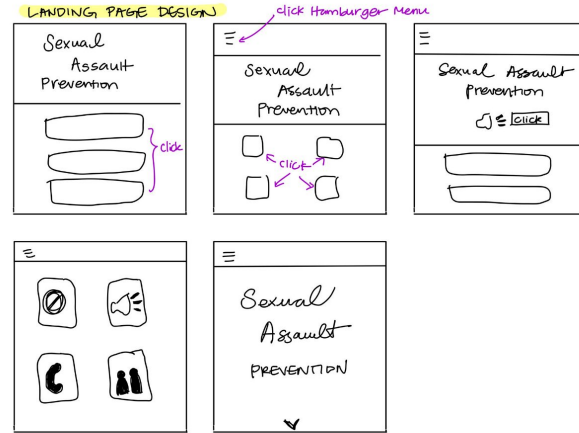 LANDING PAGE DESIGN
click Hamburger Menu
Sexual
Assault
Prevention
click
Sexual
Assault
Prevention
click
Sexual Assault
Prevention
click
Sexual
Assault
PREVENTION